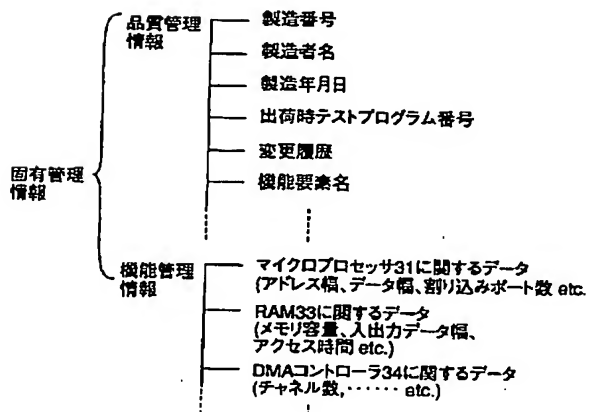 品質管理
情報
製造番号
製造者名
製造年月日
出荷時テストプログラム番号
変更履歴
機能要素名
固有管理
情報
機能管理
情報
マイクロプロセッサ31に関するデータ
(アドレス幅、データ幅、割り込みポート数 etc.
RAM33に関するデータ
(メモリ容量、入出力データ幅、
アクセス時間 etc.)
DMAコントローラ34に関するデータ
(チャネル数,‥‥‥ etc.)